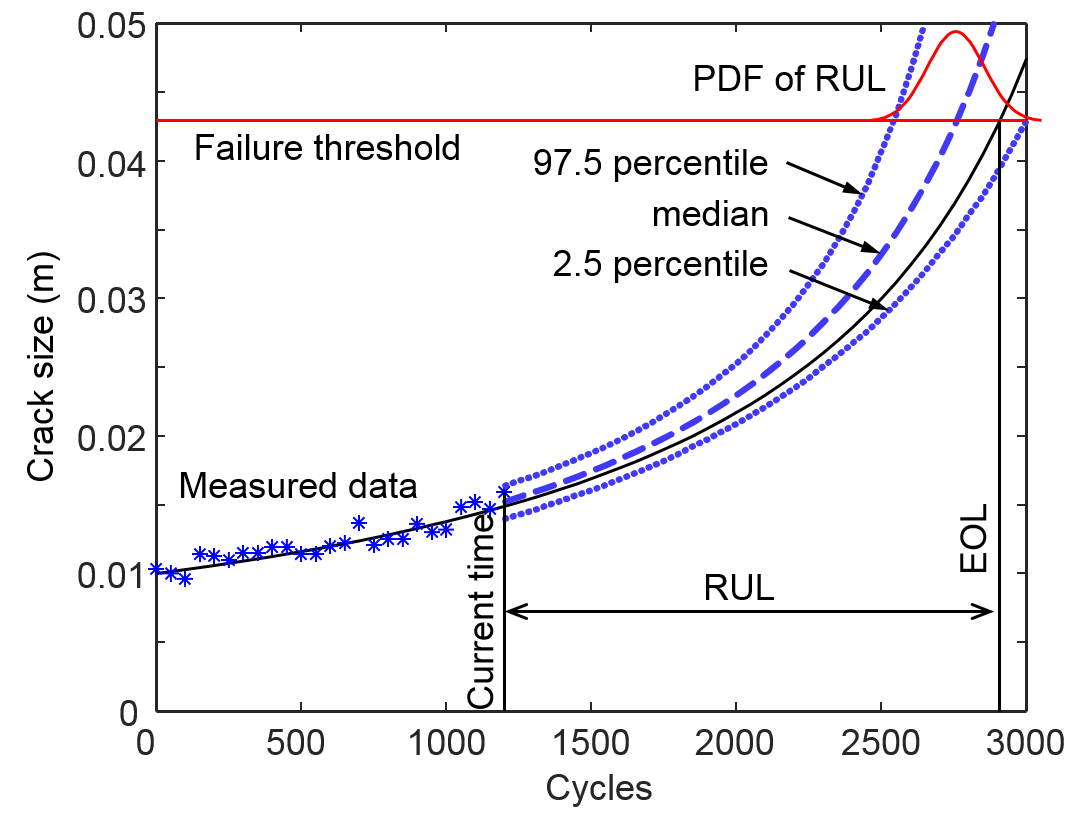 0.05
PDF of RUL
Failure threshold
97.5 percentile
0.04
median
2.5 percentile
0.03
Crack size (m)
0.02
Measured data
EOL
0.01
Current time
RUL
0
0
500
1000
1500
2000
2500
3000
Cycles